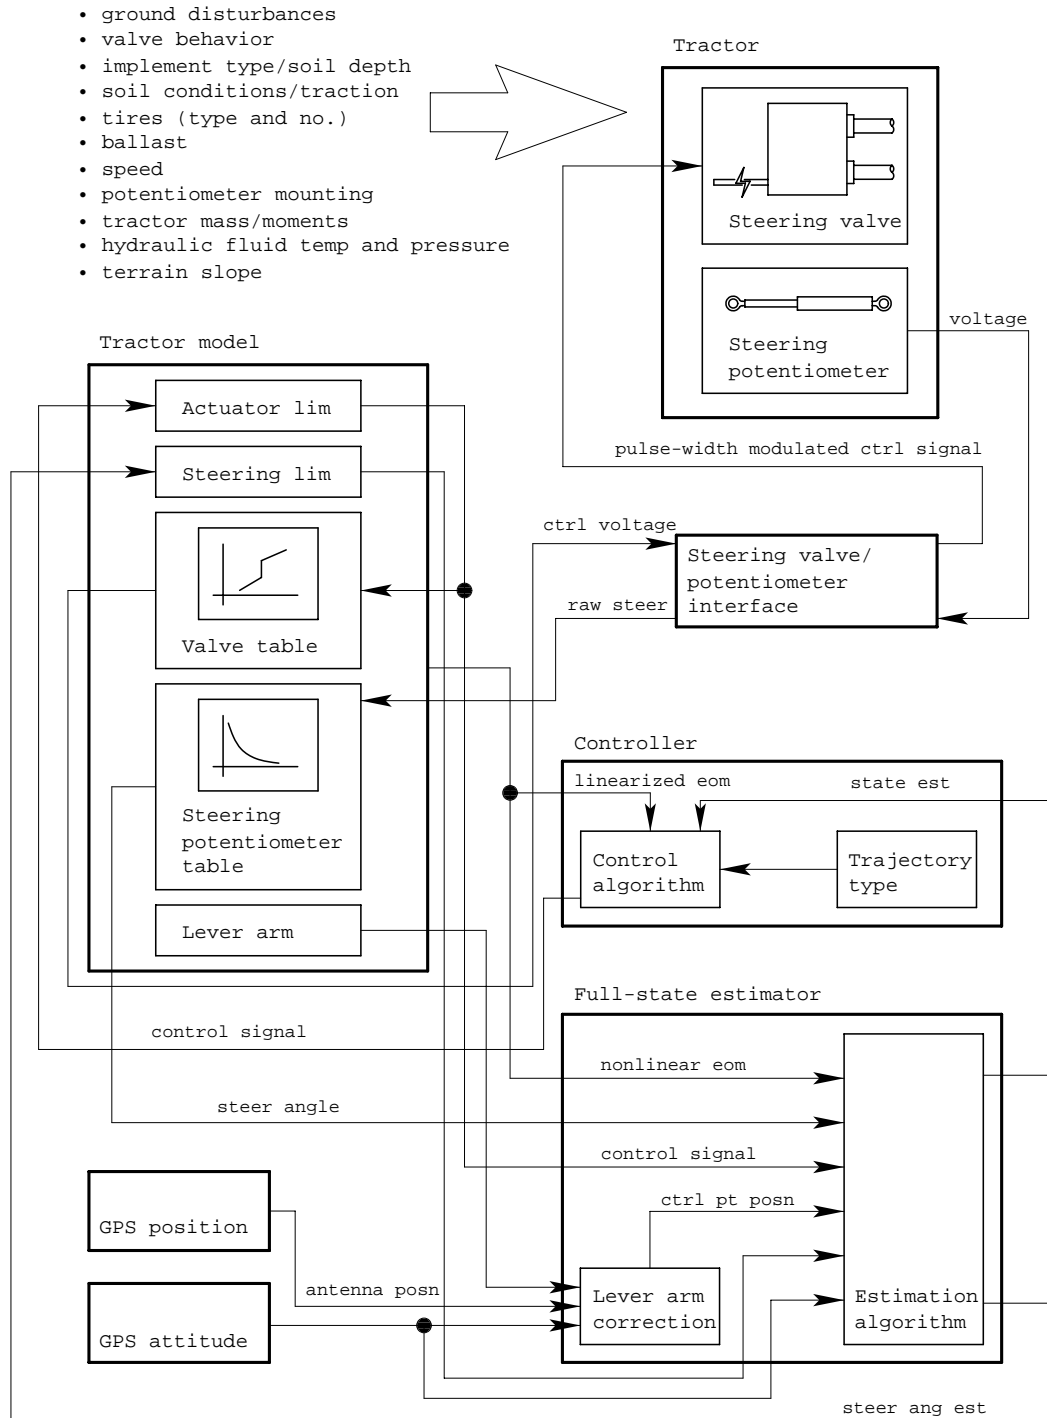 • ground disturbances
• valve behavior
• implement type/soil depth
• soil conditions/traction
• tires (type and no.)
• ballast
• speed
• potentiometer mounting
• tractor mass/moments
• hydraulic fluid temp and pressure
• terrain slope
Tractor
Steering valve
Steering
potentiometer
voltage
pulse-width modulated ctrl signal
Tractor model
Actuator lim
Steering lim
Valve table
Steering
potentiometer
table
Lever arm
ctrl voltage
Steering valve/
potentiometer
interface
raw steer
Controller
linearized eom
state est
Control
algorithm
Trajectory
type
control signal
Full-state estimator
nonlinear eom
steer angle
control signal
ctrl pt posn
GPS position
antenna posn
GPS attitude
Lever arm
correction
Estimation
algorithm
steer ang est